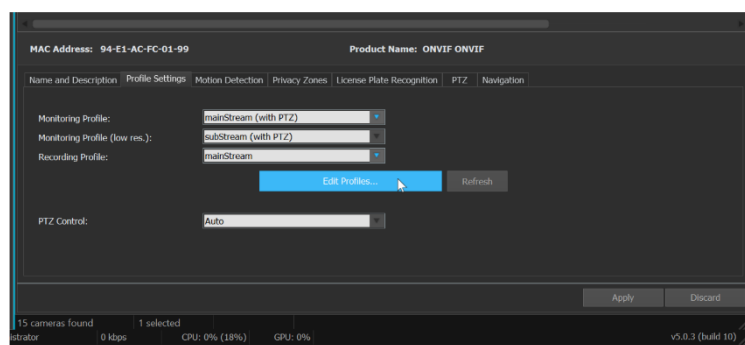 MAC Address: 94-E1-AC-FC-01-99 Product Name: ONVIF ONVIF
Name and Description Profile Settings Motion Detection Privacy Zones License Plate Recognition PTZ Navigation
Monitoring Profile: mainStream (with PTZ)
Monitoring Profile (low res.): subStream (with PTZ)
Recording Profile: mainStream
Edit Profiles... Refresh
PTZ Control: Auto
Apply Discard
15 cameras found 1 selected
istrator 0 kbps CPU: 0% (18%) GPU: 0% v5.0.3 (build 10)